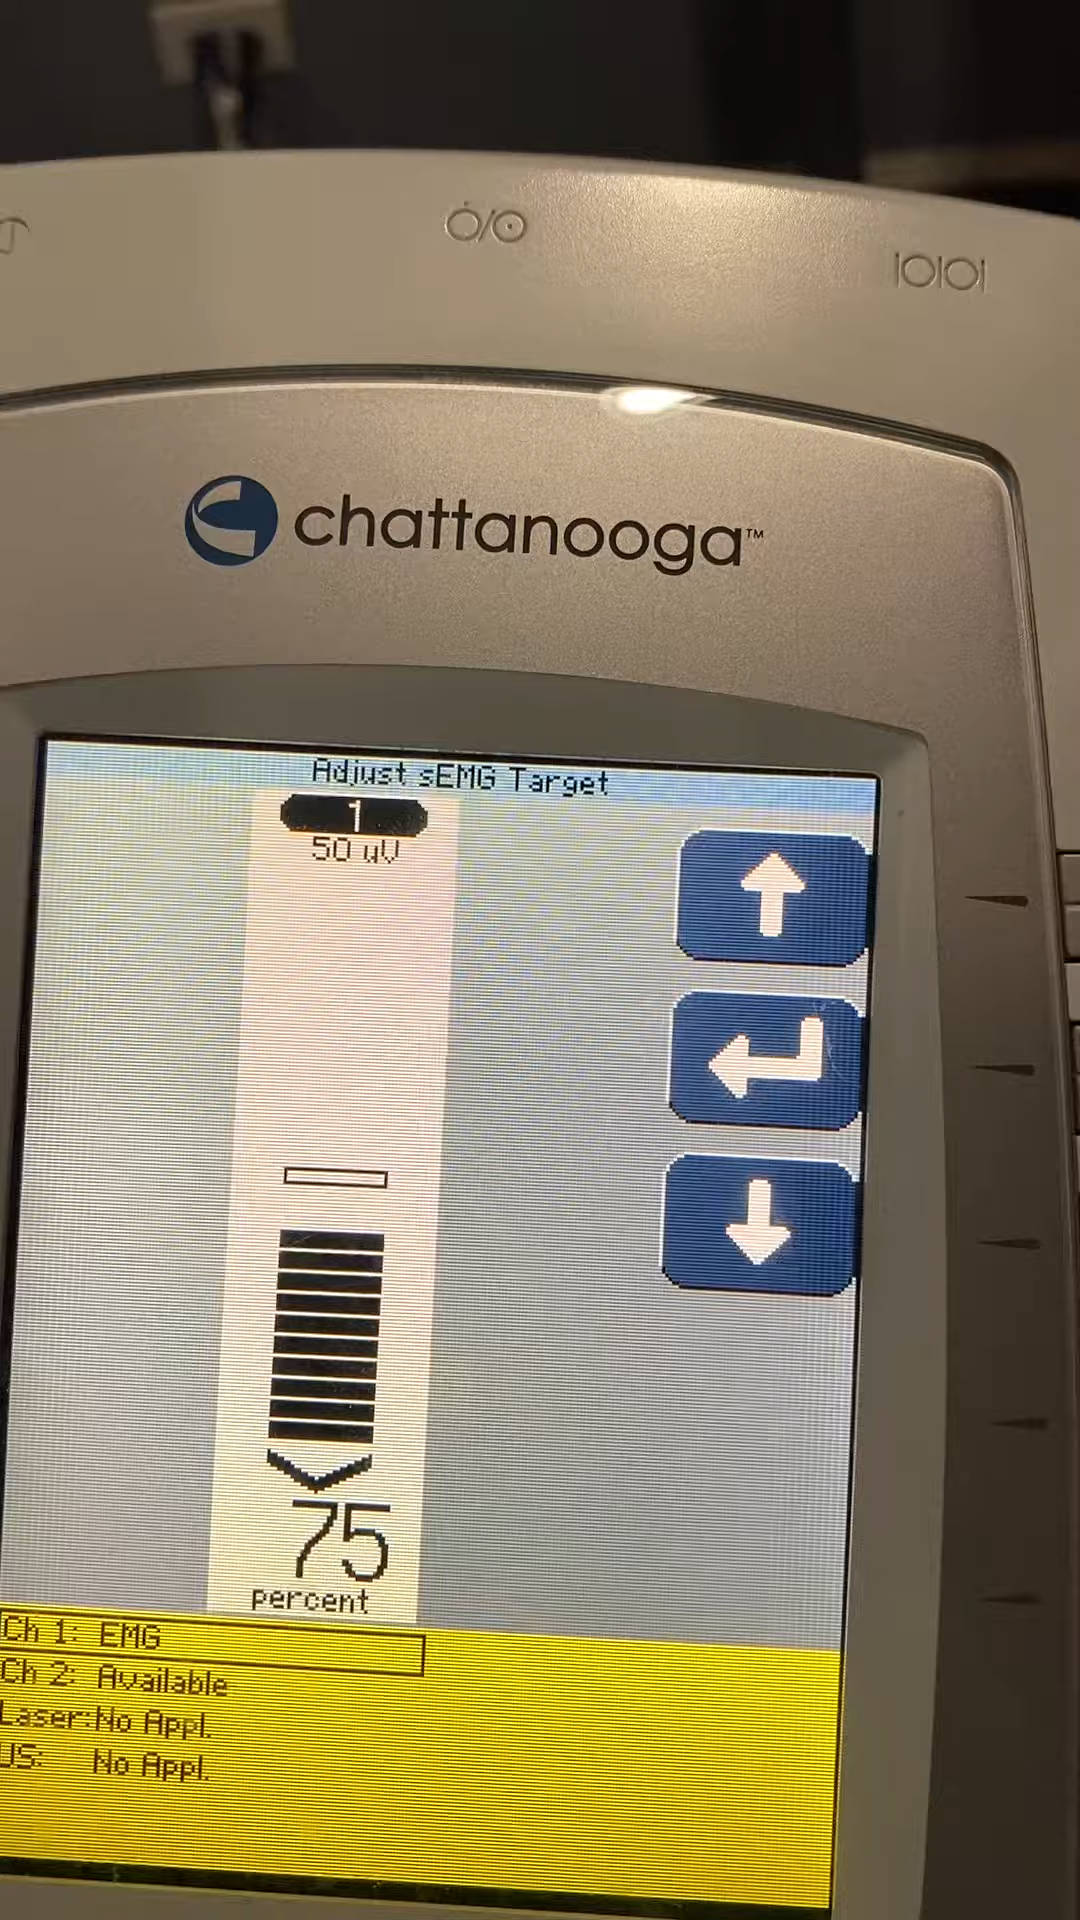 chattanooga™
Adjust sEMG Target
1
50 uV
75
percent
Ch 1: EMG
Ch 2: Available
Laser:No Appl.
US: No Appl.